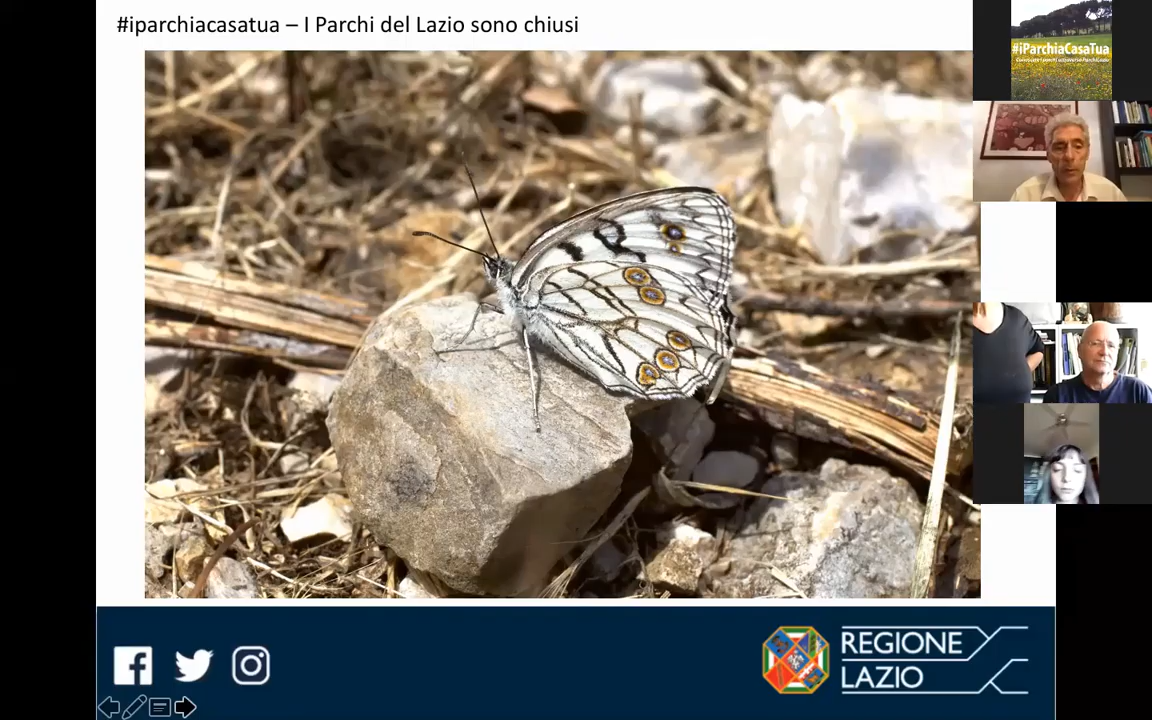 #iparchiacasatua – I Parchi del Lazio sono chiusi
#iParchiaCasaTua
REGIONE
LAZIO